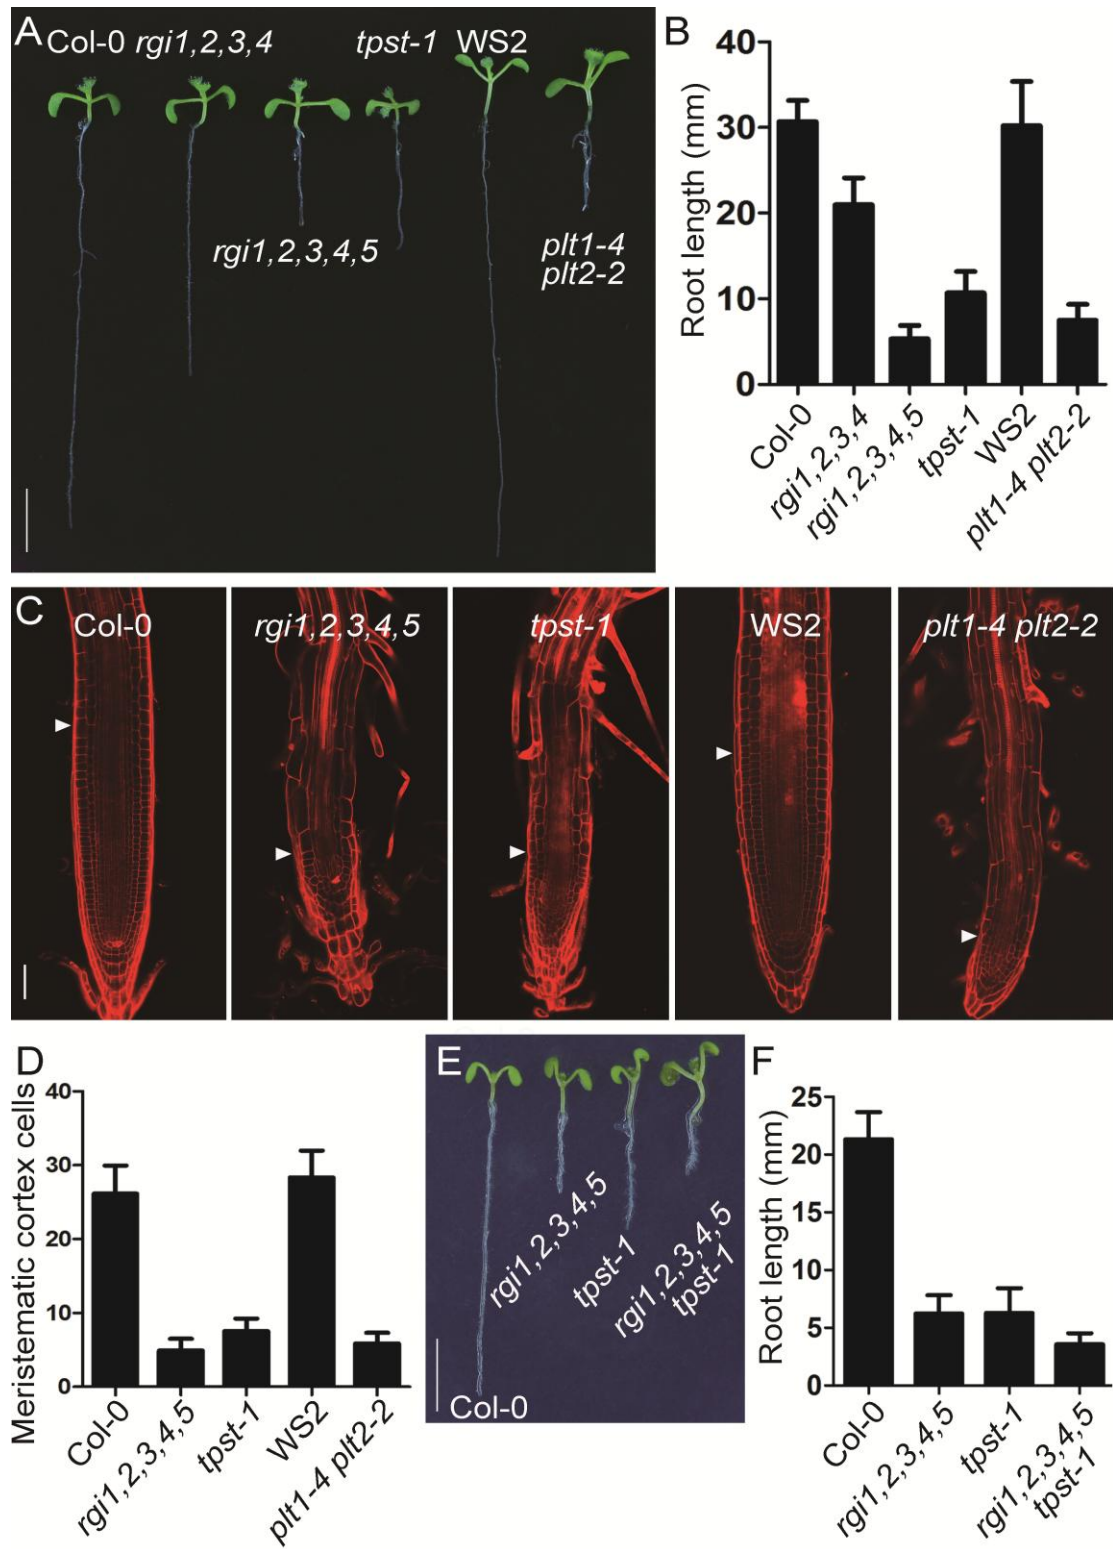 A
Col-0 rgi1,2,3,4
tpst-1 WS2
rgi1,2,3,4,5
plt1-4
plt2-2
B
Root length (mm)
40
30
20
10
0
Col-0
rgi1,2,3,4
rgi1,2,3,4,5
tpst-1
WS2
plt1-4 plt2-2
C
Col-0
rgi1,2,3,4,5
tpst-1
WS2
plt1-4 plt2-2
D
Meristematic cortex cells
40
30
20
10
0
Col-0
rgi1,2,3,4,5
tpst-1
WS2
plt1-4 plt2-2
E
Col-0
rgi1,2,3,4,5
tpst-1
rgi1,2,3,4,5
tpst-1
F
Root length (mm)
25
20
15
10
5
0
Col-0
rgi1,2,3,4,5
tpst-1
rgi1,2,3,4,5
tpst-1